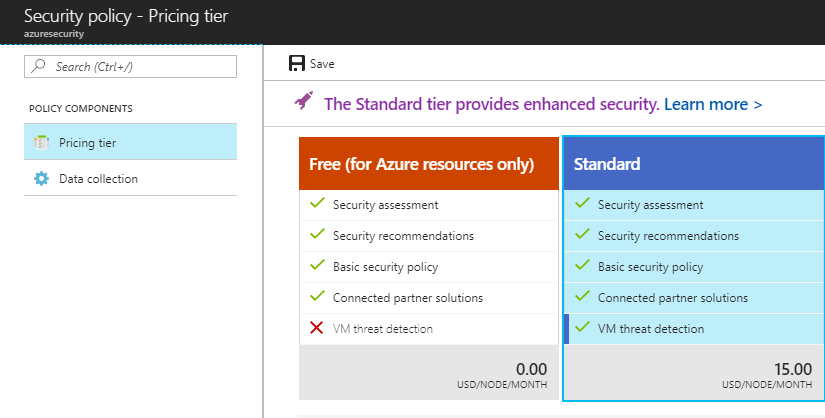 Security policy - Pricing tier
azuresecurity
Search (Ctrl+/)
POLICY COMPONENTS
Pricing tier
Data collection
Save
The Standard tier provides enhanced security. Learn more >
Free (for Azure resources only)
Security assessment
Security recommendations
Basic security policy
Connected partner solutions
VM threat detection
0.00
USD/NODE/MONTH
Standard
Security assessment
Security recommendations
Basic security policy
Connected partner solutions
VM threat detection
15.00
USD/NODE/MONTH